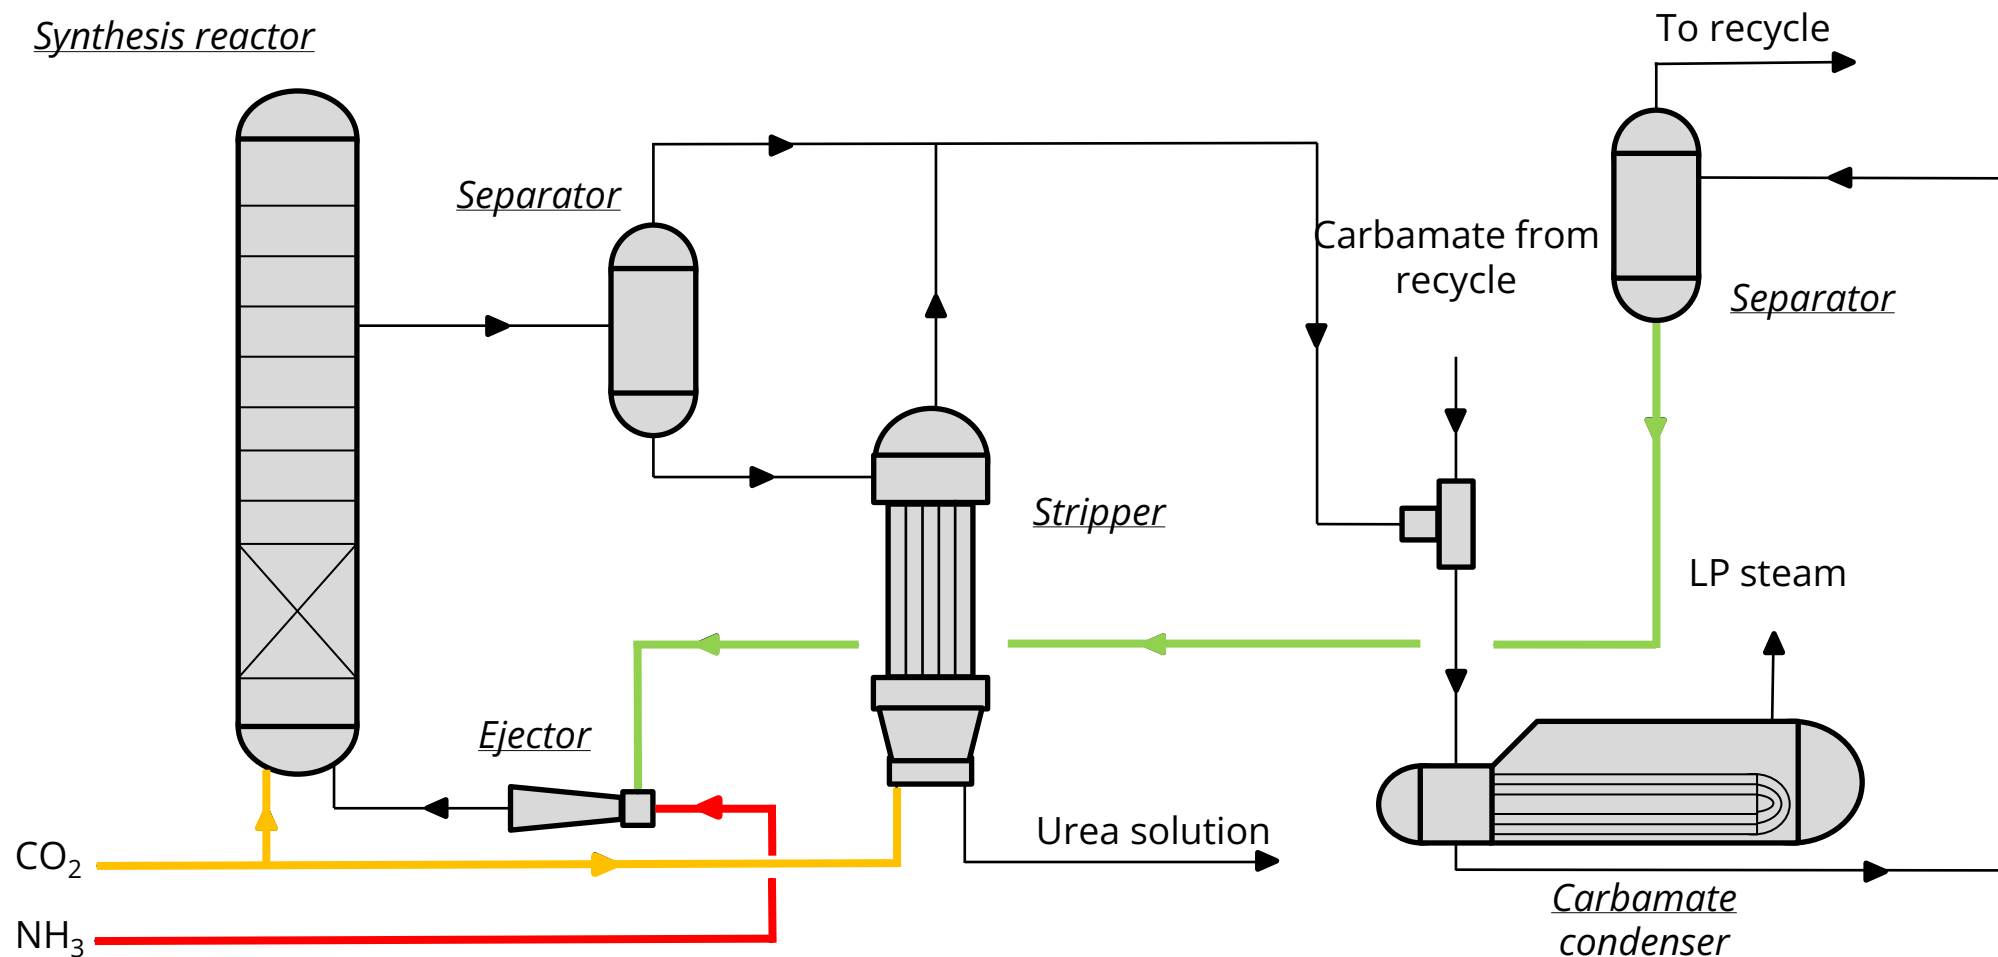 Synthesis reactor
To recycle
Separator
Carbamate from
recycle
Separator
Stripper
LP steam
Ejector
Urea solution
CO₂
Carbamate
condenser
NH₃